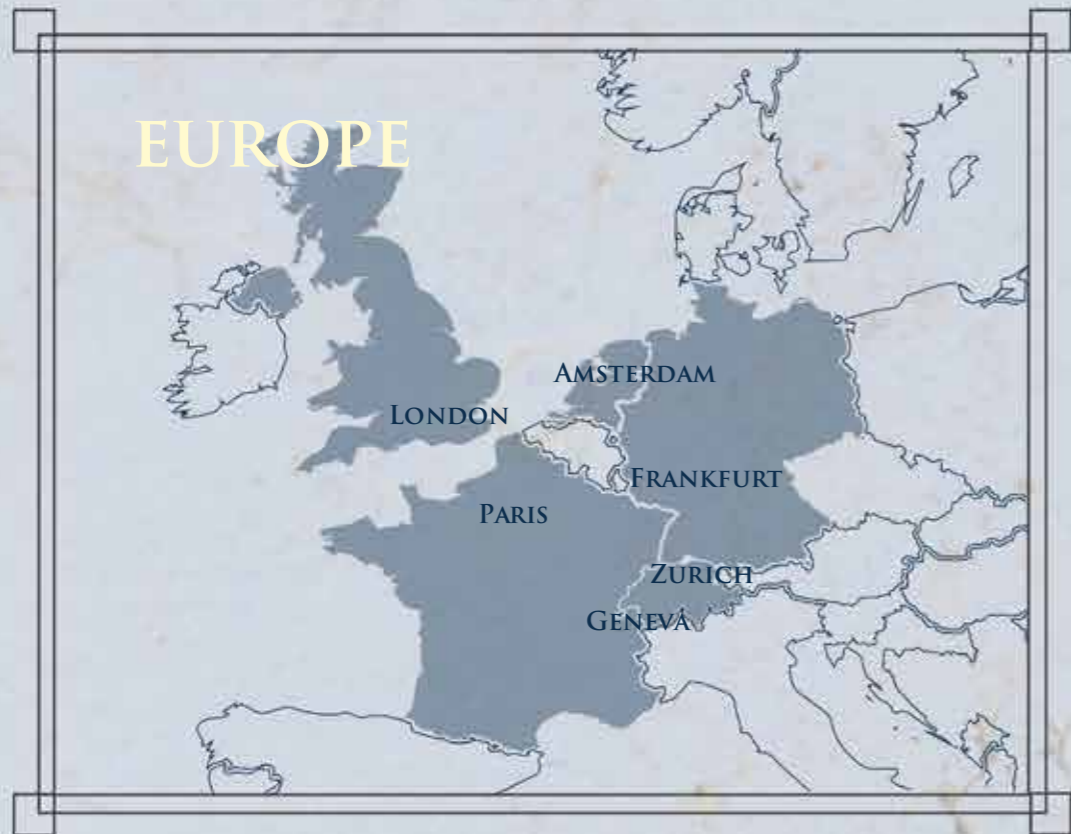 EUROPE
AMSTERDAM
LONDON
FRANKFURT
PARIS
ZURICH
GENEVA